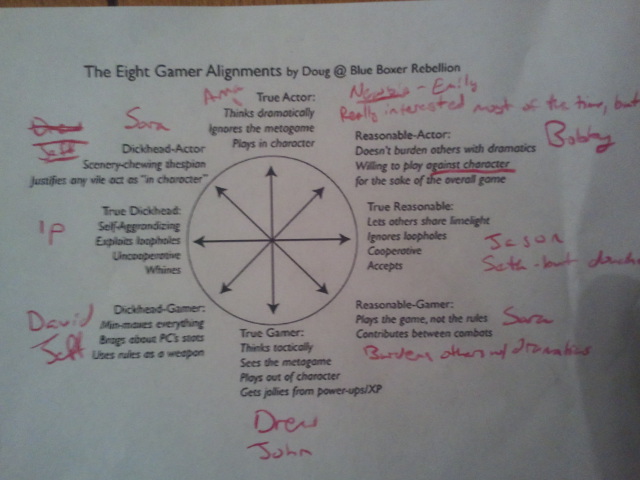 The Eight Gamer Alignments by Doug @ Blue Boxer Rebellion
True Actor:
Thinks dramatically
Ignores the metagame
Plays in character
- Emily
Really interested most of the time, but
Reasonable-Actor:
Doesn't burden others with dramatics
Willing to play against character
for the sake of the overall game
Bobby
Sara
Jeff
Dickhead-Actor
Scenery-chewing thespian
Justifies any vile act as "in character"
True Dickhead:
Self-Aggrandizing
Exploits loopholes
Uncooperative
Whines
True Reasonable:
Lets others share limelight
Ignores loopholes
Cooperative
Accepts
Jason
Seth - but
David
Jeff
Dickhead-Gamer:
Min-maxes everything
Brags about PC's stats
Uses rules as a weapon
Reasonable-Gamer:
Plays the game, not the rules
Contributes between combats
Sara
Burdens others w/ dramatics
True Gamer:
Thinks tactically
Sees the metagame
Plays out of character
Gets jollies from power-ups/XP
Drew
John